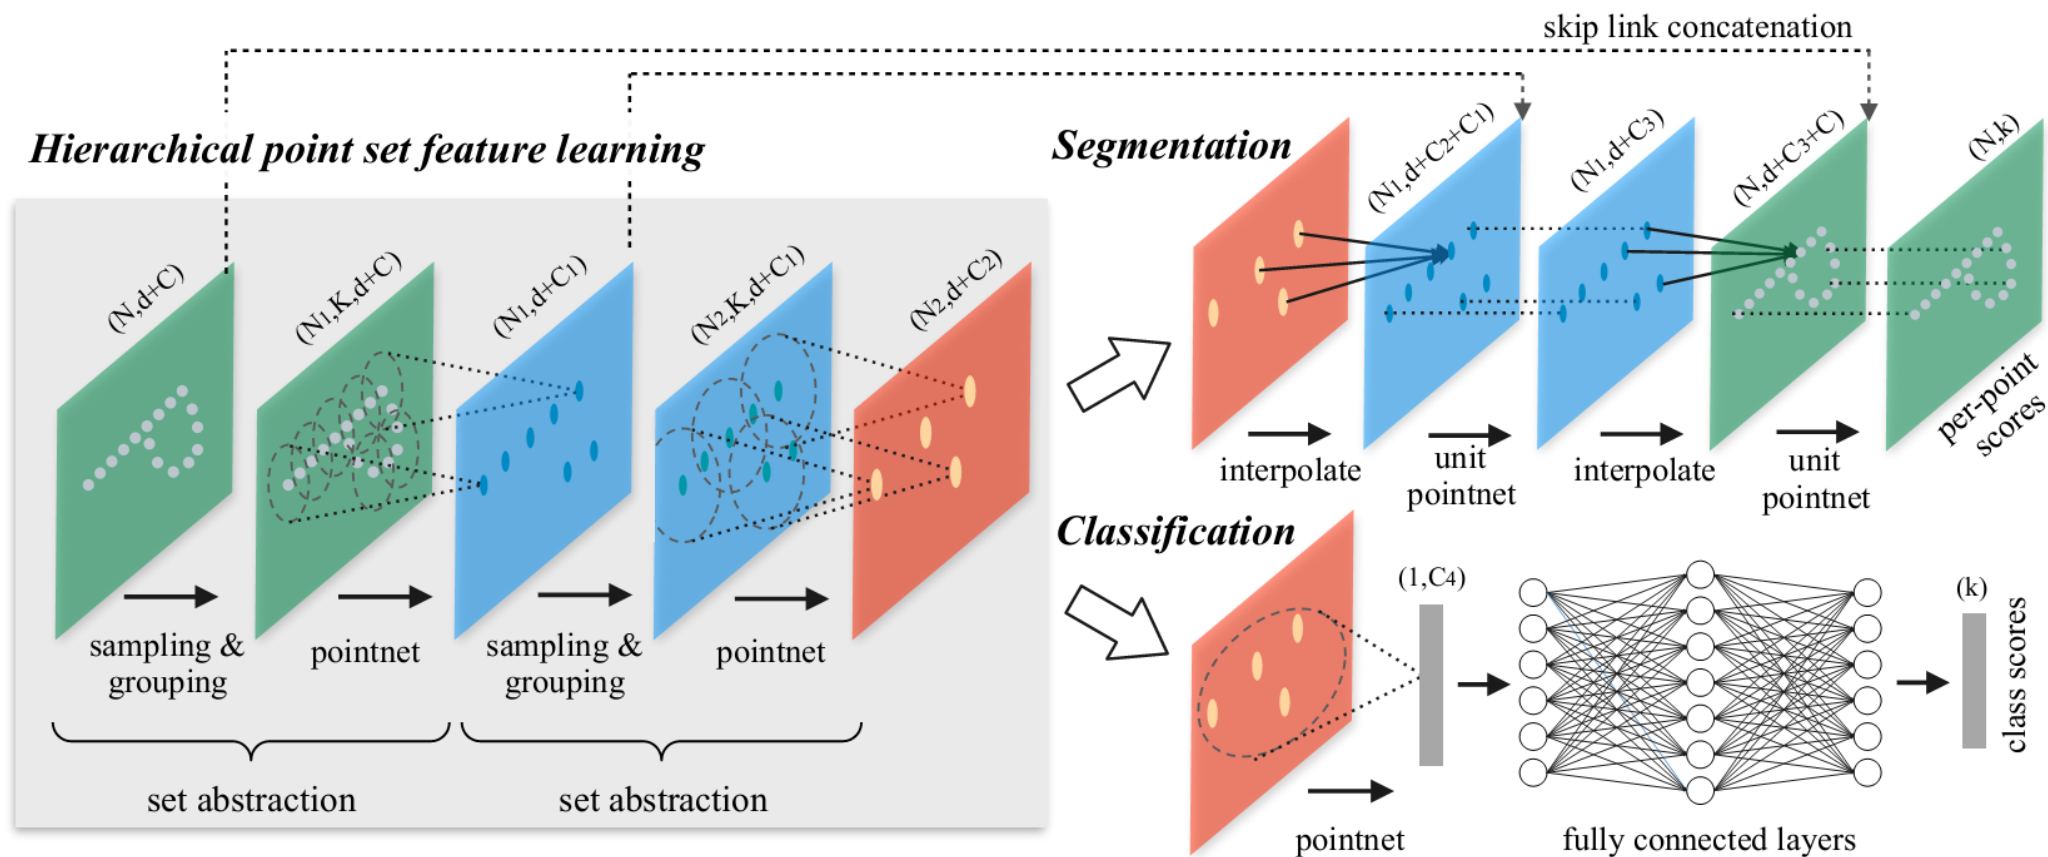 skip link concatenation
Hierarchical point set feature learning
(N,d+C)
(N1,K,d+C)
(N1,d+C1)
(N2,K,d+C1)
(N2,d+C2)
sampling &
grouping
pointnet
sampling &
grouping
pointnet
set abstraction
set abstraction
Segmentation
(N1,d+C2+C1)
(N1,d+C3)
(N,d+C3+C)
(N,k)
interpolate
unit
pointnet
interpolate
unit
pointnet
per-point
scores
Classification
(1,C4)
(k)
class scores
pointnet
fully connected layers